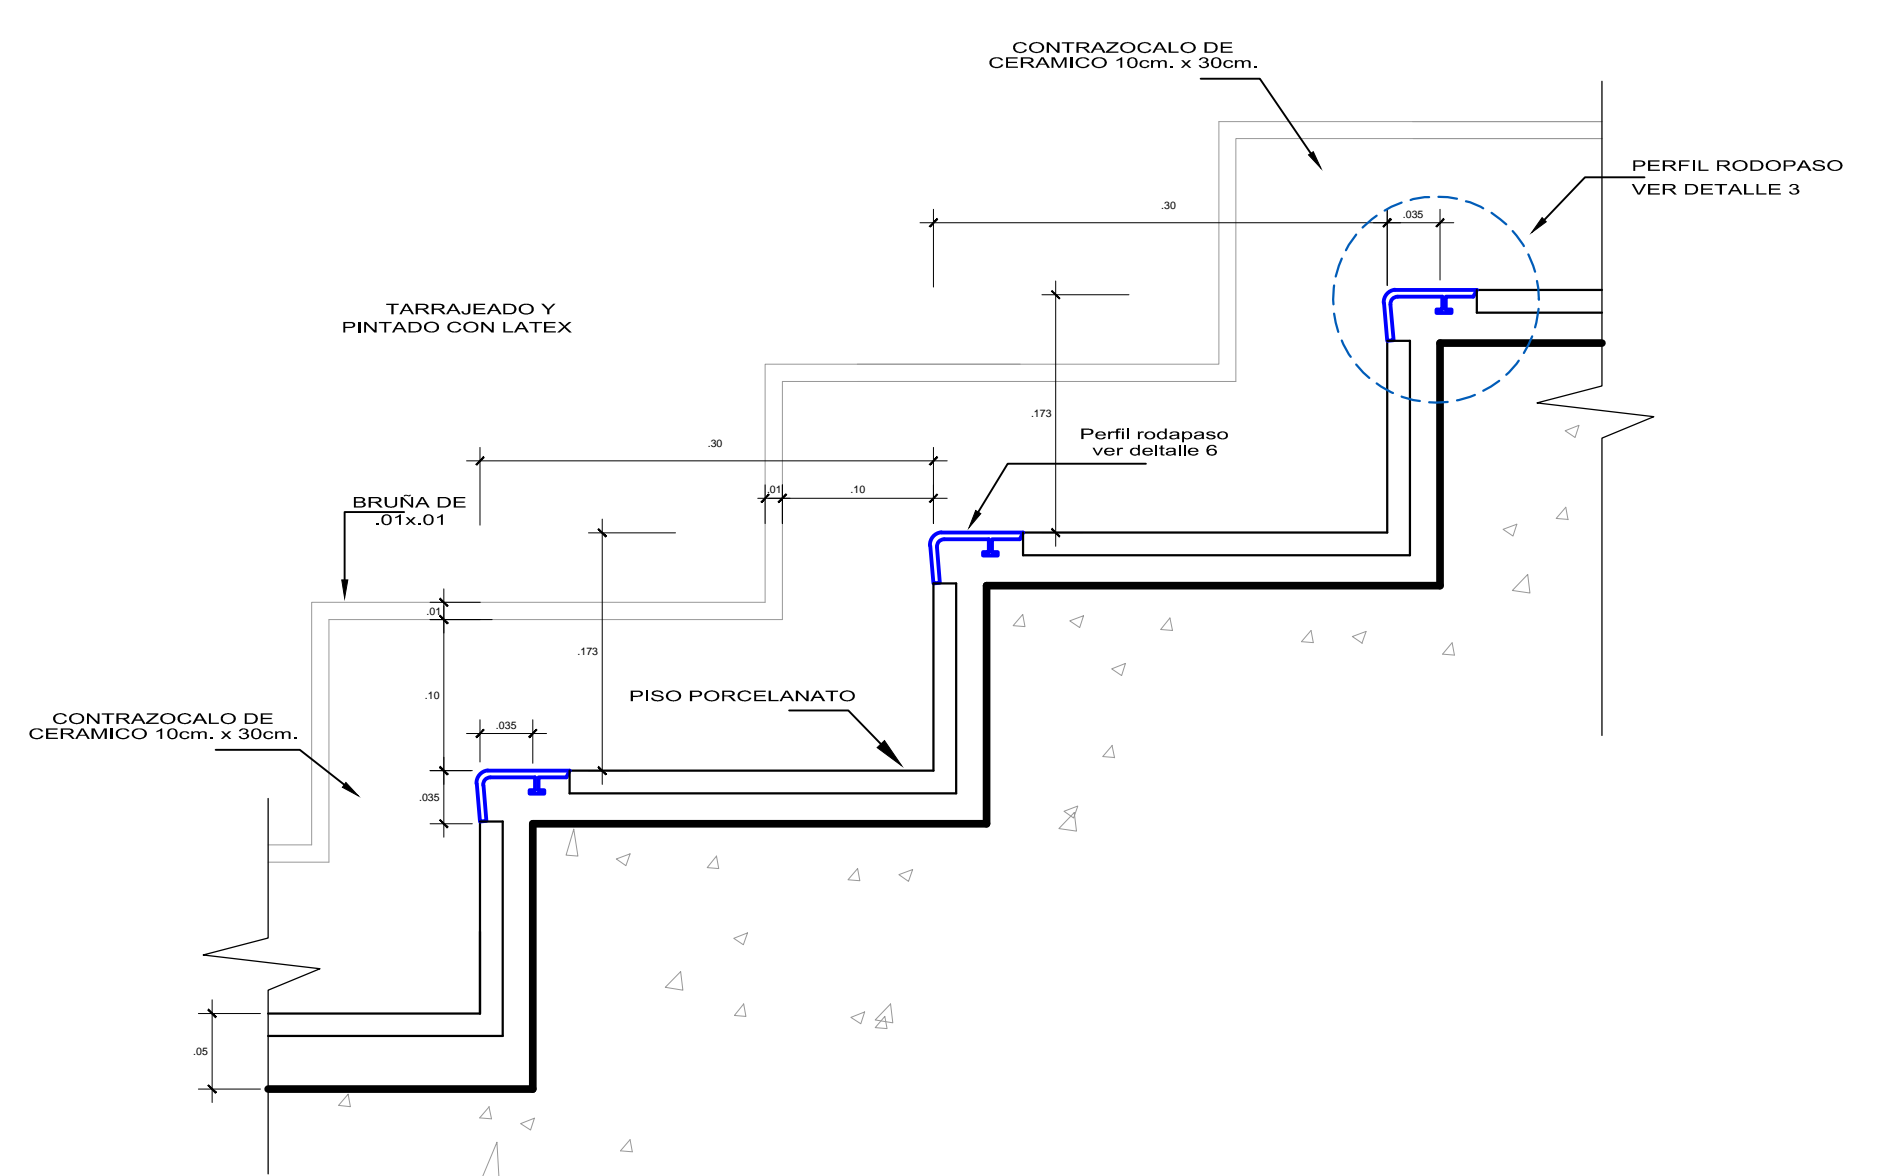 CONTRAZOCALO DE
CERAMICO 10cm. x 30cm.
PERFIL RODOPASO
VER DETALLE 3
.30
.035
TARRAJEADO Y
PINTADO CON LATEX
.173
Perfil rodapaso
ver deltalle 6
.30
.01
.10
BRUÑA DE
.01x.01
.01
.173
.10
PISO PORCELANATO
CONTRAZOCALO DE
CERAMICO 10cm. x 30cm.
.035
.035
.05